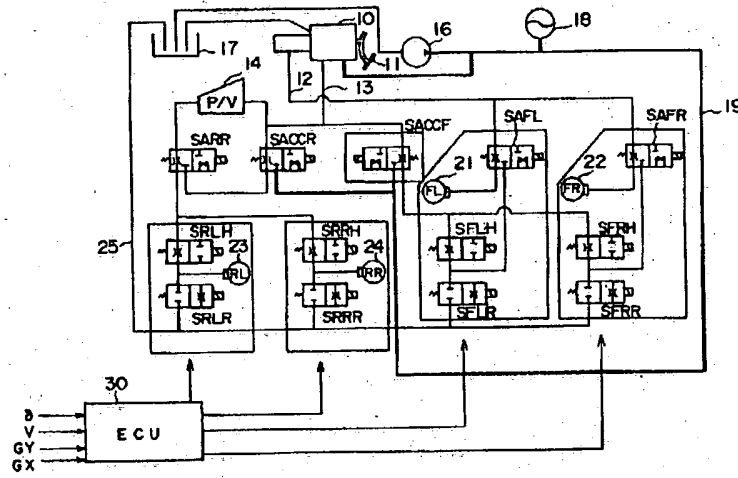 10
16
18
17
11
14
12
13
P/V
19
SARR
SACCR
SACCF
SAFL
SAFR
21
22
FL
FR
25
SRLH
SRRH
SFLH
SFRH
23
24
RL
RR
SRLR
SRRR
SFLR
SFRR
30
ECU
V
GY
GX